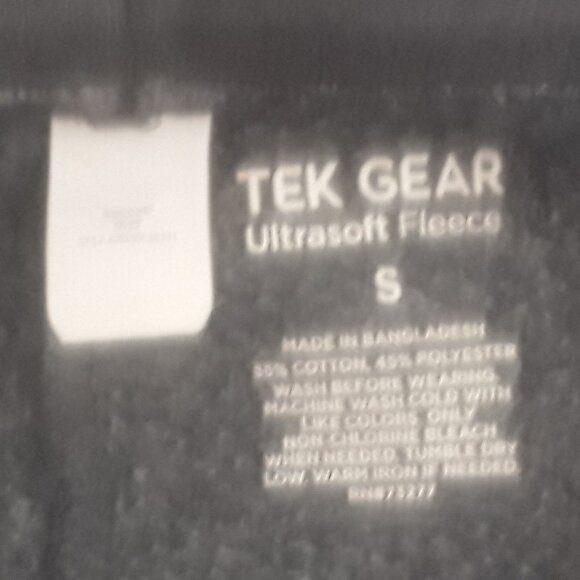 TEK GEAR
Ultrasoft Fleece
S
MADE IN BANGLADESH
55% COTTON, 45% POLYESTER
WASH BEFORE WEARING.
MACHINE WASH COLD WITH
LIKE COLORS. ONLY
NON CHLORINE BLEACH
WHEN NEEDED. TUMBLE DRY
LOW. WARM IRON IF NEEDED.
RN#73277